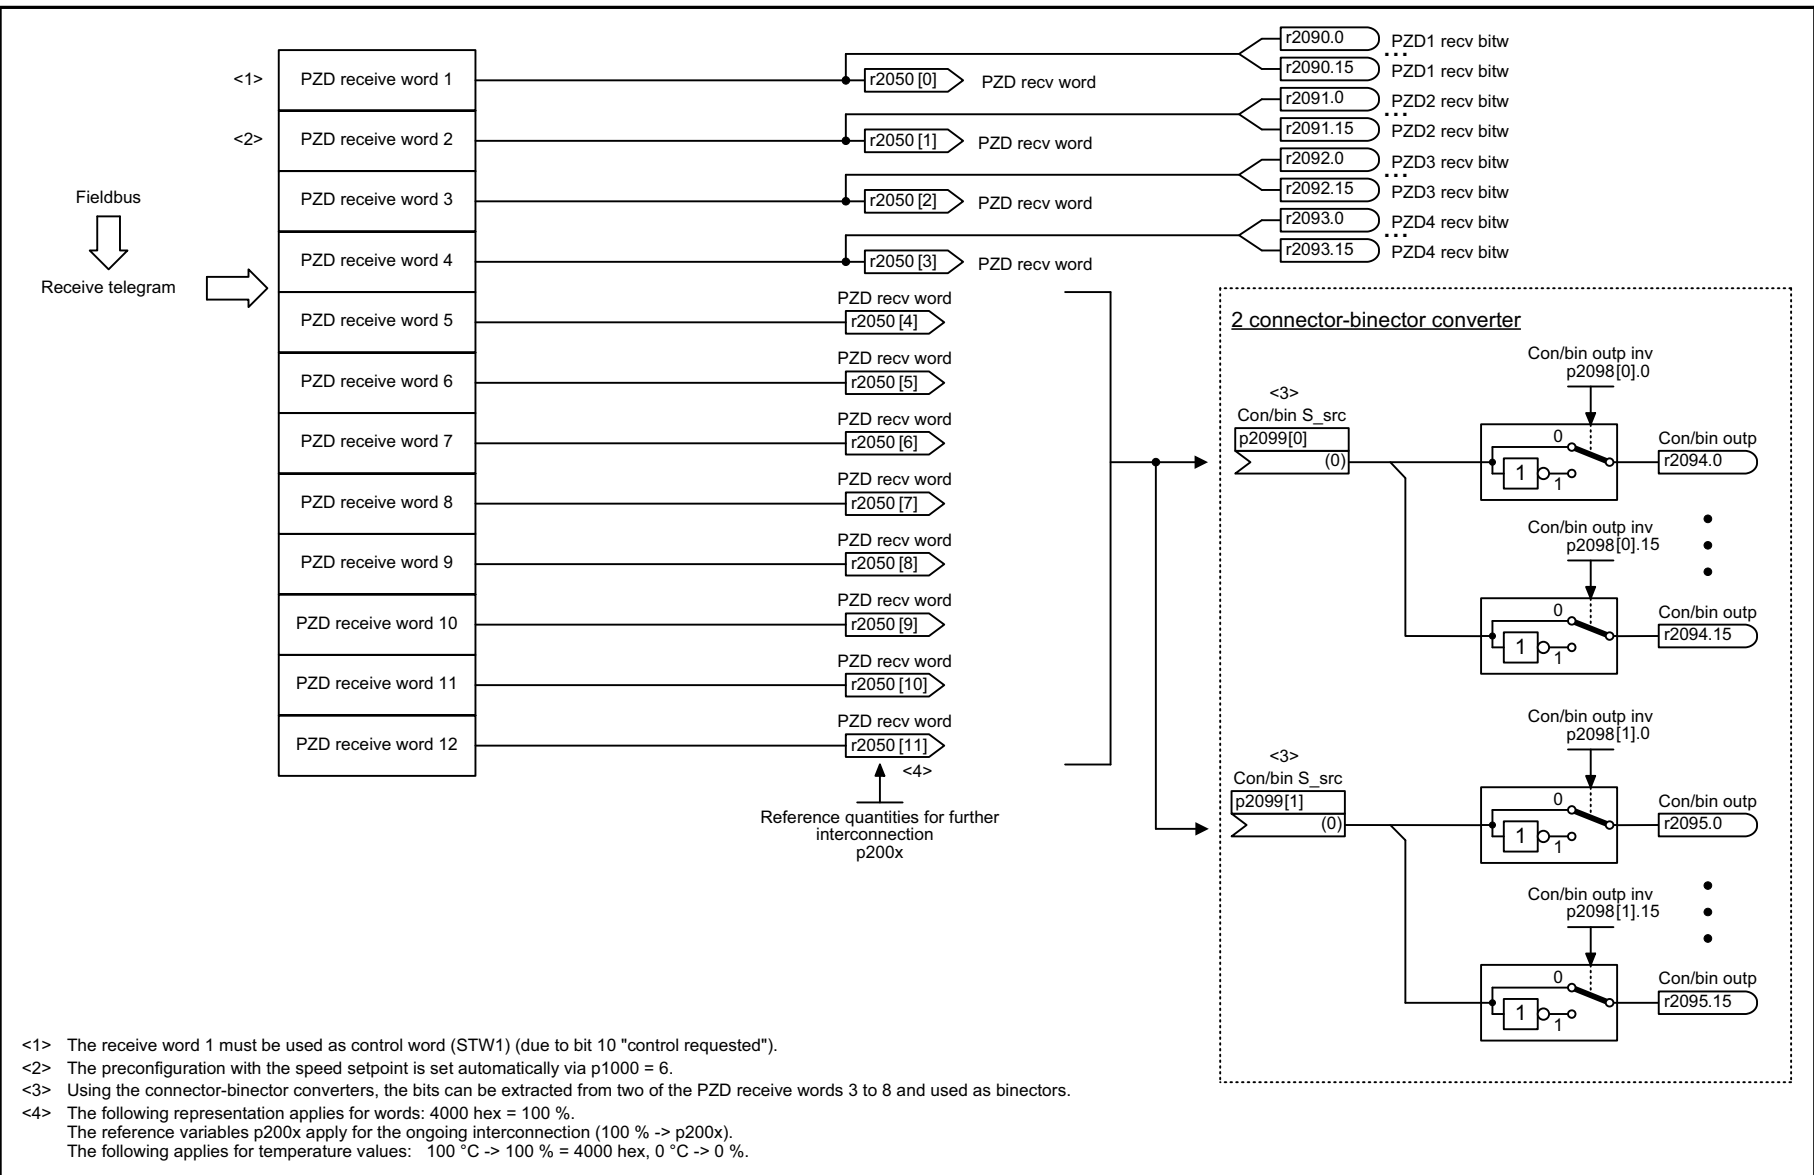 <1>
PZD receive word 1
r2050 [0]
PZD recv word
r2090.0
PZD1 recv bitw
...
r2090.15
PZD1 recv bitw
<2>
PZD receive word 2
r2050 [1]
PZD recv word
r2091.0
PZD2 recv bitw
...
r2091.15
PZD2 recv bitw
PZD receive word 3
r2050 [2]
PZD recv word
r2092.0
PZD3 recv bitw
...
r2092.15
PZD3 recv bitw
Fieldbus
Receive telegram
PZD receive word 4
r2050 [3]
PZD recv word
r2093.0
PZD4 recv bitw
...
r2093.15
PZD4 recv bitw
PZD receive word 5
PZD recv word
r2050 [4]
PZD receive word 6
PZD recv word
r2050 [5]
PZD receive word 7
PZD recv word
r2050 [6]
PZD receive word 8
PZD recv word
r2050 [7]
PZD receive word 9
PZD recv word
r2050 [8]
PZD receive word 10
PZD recv word
r2050 [9]
PZD receive word 11
PZD recv word
r2050 [10]
PZD receive word 12
PZD recv word
r2050 [11]
<4>
Reference quantities for further
interconnection
p200x
2 connector-binector converter
<3>
Con/bin S_src
p2099[0]
(0)
Con/bin outp inv
p2098[0].0
0
1
1
Con/bin outp
r2094.0
Con/bin outp inv
p2098[0].15
0
1
1
Con/bin outp
r2094.15
<3>
Con/bin S_src
p2099[1]
(0)
Con/bin outp inv
p2098[1].0
0
1
1
Con/bin outp
r2095.0
Con/bin outp inv
p2098[1].15
0
1
1
Con/bin outp
r2095.15
<1> The receive word 1 must be used as control word (STW1) (due to bit 10 "control requested").
<2> The preconfiguration with the speed setpoint is set automatically via p1000 = 6.
<3> Using the connector-binector converters, the bits can be extracted from two of the PZD receive words 3 to 8 and used as binectors.
<4> The following representation applies for words: 4000 hex = 100 %.
The reference variables p200x apply for the ongoing interconnection (100 % -> p200x).
The following applies for temperature values: 100 °C -> 100 % = 4000 hex, 0 °C -> 0 %.